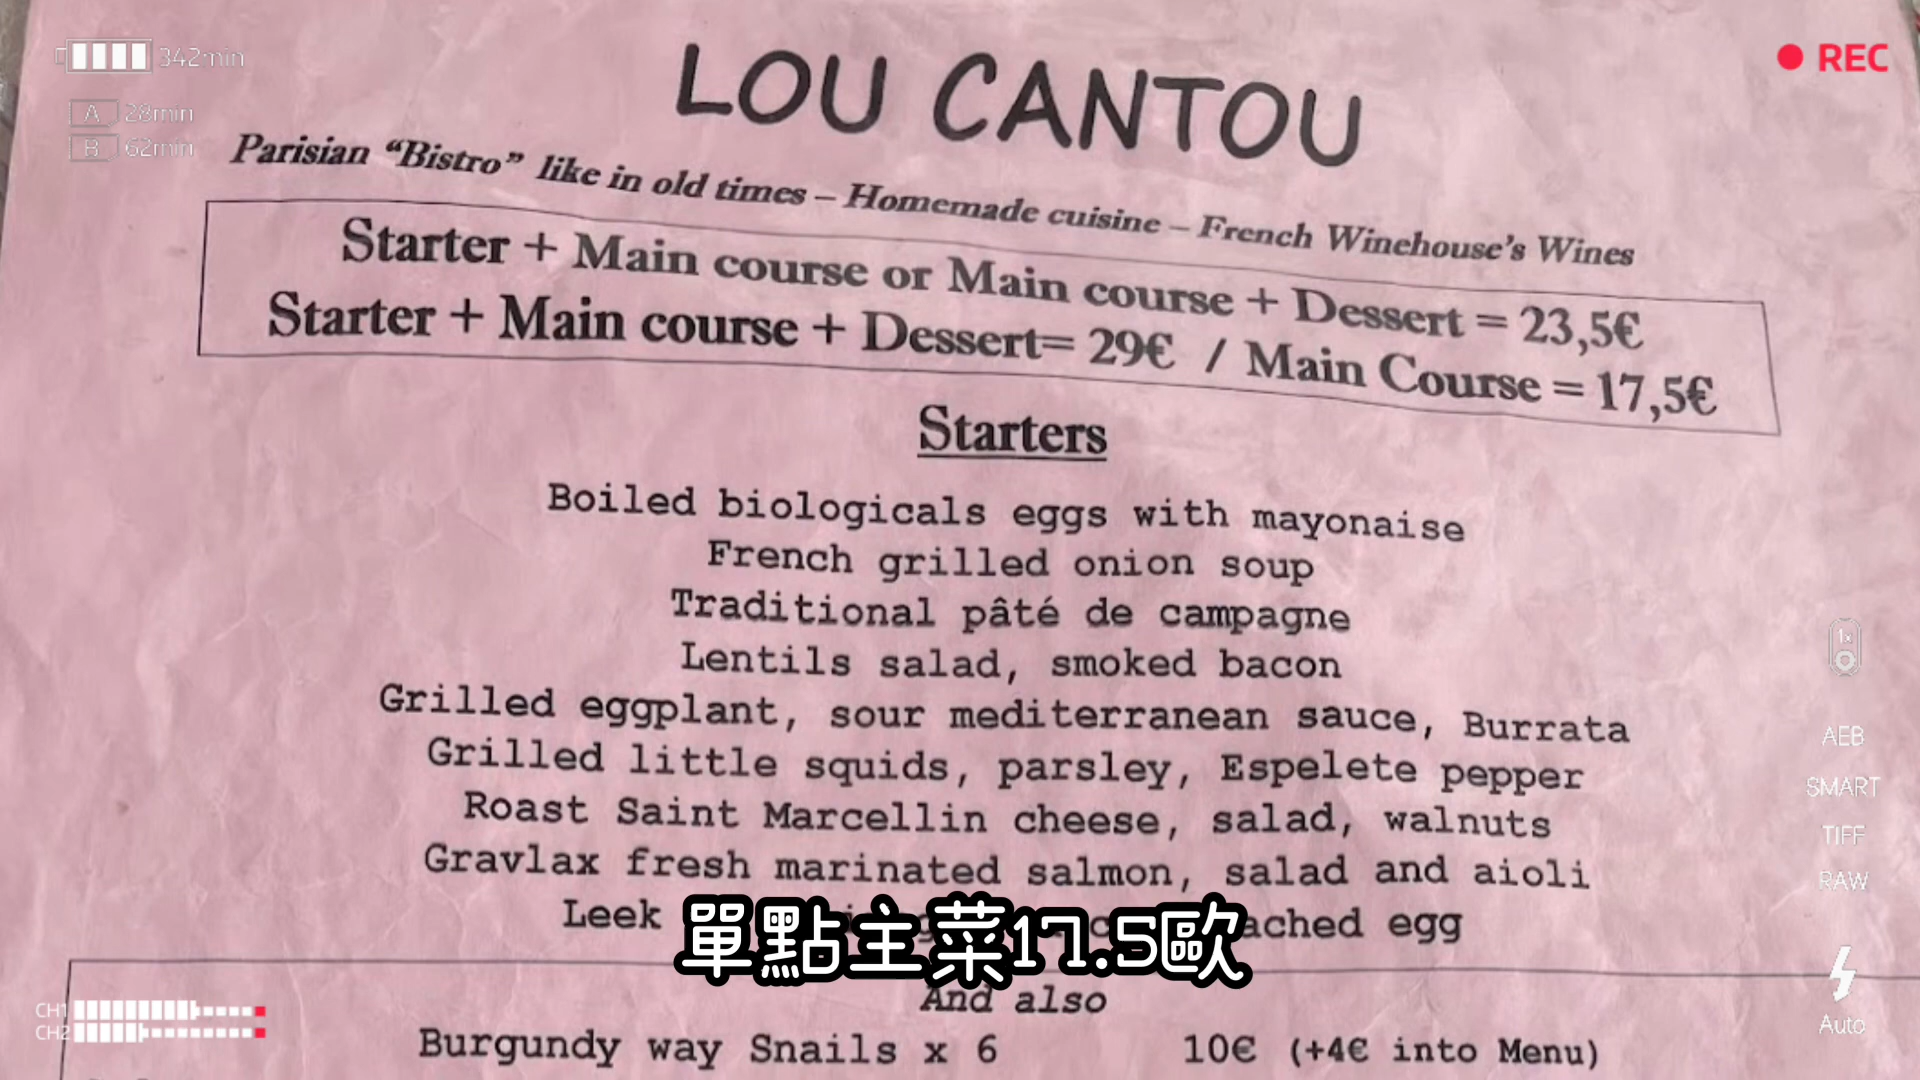 342min
REC
A 28min
B 62min
LOU CANTOU
Parisian “Bistro” like in old times – Homemade cuisine – French Winehouse’s Wines
Starter + Main course or Main course + Dessert = 23,5€
Starter + Main course + Dessert= 29€ / Main Course = 17,5€
Starters
Boiled biologicals eggs with mayonaise
French grilled onion soup
Traditional pâté de campagne
Lentils salad, smoked bacon
Grilled eggplant, sour mediterranean sauce, Burrata
Grilled little squids, parsley, Espelete pepper
Roast Saint Marcellin cheese, salad, walnuts
Gravlax fresh marinated salmon, salad and aioli
Leek egg
單點主菜17.5歐
And also
Burgundy way Snails x 6 10€ (+4€ into Menu)
1x
AEB
SMART
TIFF
RAW
Auto
CH1
CH2